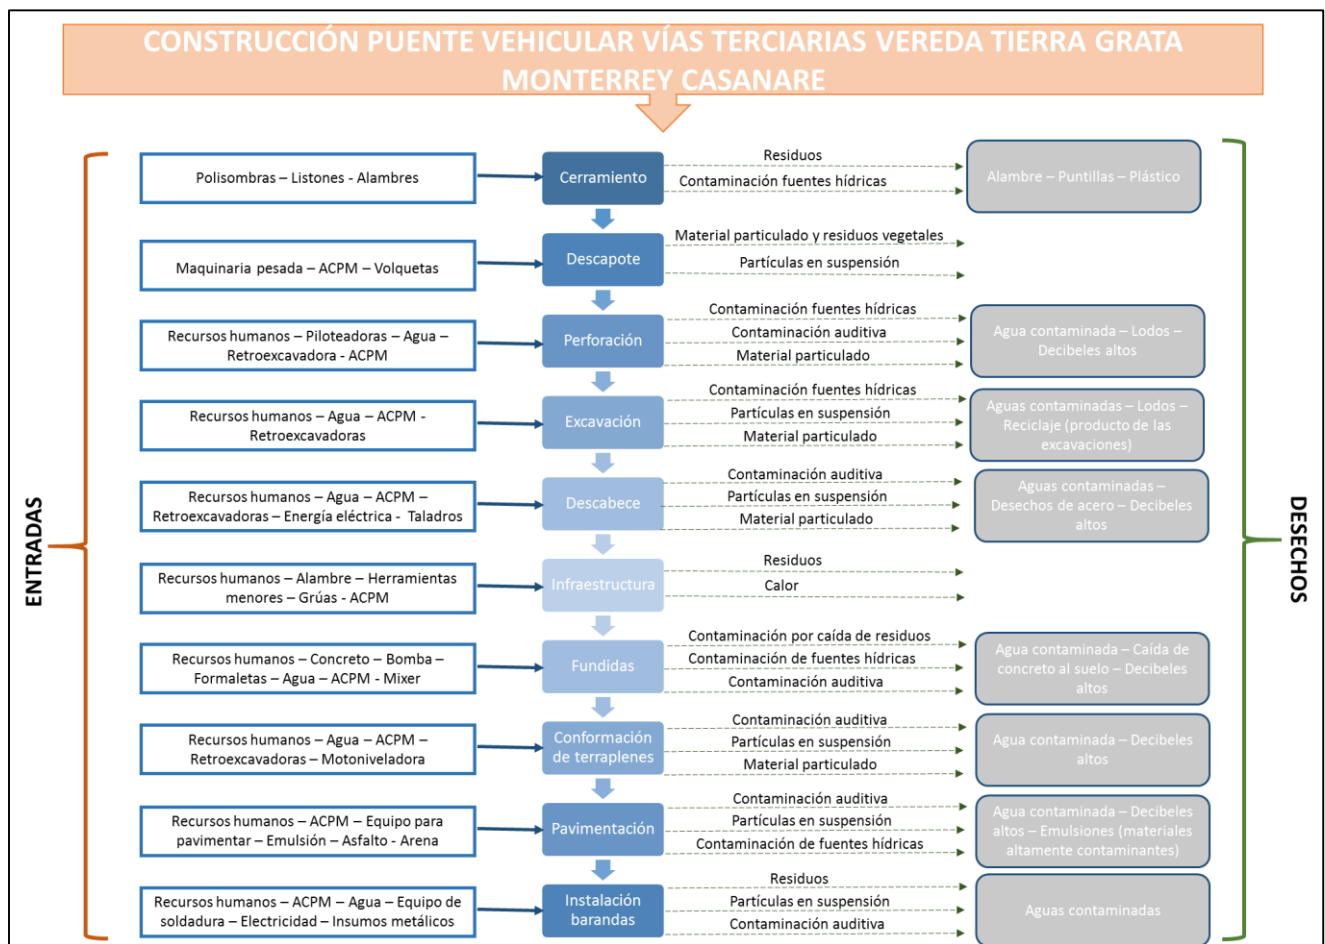 CONSTRUCCIÓN PUENTE VEHICULAR VÍAS TERCIARIAS VEREDA TIERRA GRATA
MONTERREY CASANARE
ENTRADAS
DESECHOS
Polisombras – Listones - Alambres
Cerramiento
Residuos
Contaminación fuentes hídricas
Alambre – Puntillas – Plástico
Maquinaria pesada – ACPM – Volquetas
Descapote
Material particulado y residuos vegetales
Partículas en suspensión
Recursos humanos – Piloteadoras – Agua –
Retroexcavadora - ACPM
Perforación
Contaminación fuentes hídricas
Contaminación auditiva
Material particulado
Agua contaminada – Lodos –
Decibeles altos
Recursos humanos – Agua – ACPM -
Retroexcavadoras
Excavación
Contaminación fuentes hídricas
Partículas en suspensión
Material particulado
Aguas contaminadas – Lodos –
Reciclaje (producto de las
excavaciones)
Recursos humanos – Agua – ACPM –
Retroexcavadoras – Energía eléctrica - Taladros
Descabece
Contaminación auditiva
Partículas en suspensión
Material particulado
Aguas contaminadas –
Desechos de acero – Decibeles
altos
Recursos humanos – Alambre – Herramientas
menores – Grúas - ACPM
Infraestructura
Residuos
Calor
Recursos humanos – Concreto – Bomba –
Formaletas – Agua – ACPM - Mixer
Fundidas
Contaminación por caída de residuos
Contaminación de fuentes hídricas
Contaminación auditiva
Agua contaminada – Caída de
concreto al suelo – Decibeles
altos
Recursos humanos – Agua – ACPM –
Retroexcavadoras – Motoniveladora
Conformación
de terraplenes
Contaminación auditiva
Partículas en suspensión
Material particulado
Agua contaminada – Decibeles
altos
Recursos humanos – ACPM – Equipo para
pavimentar – Emulsión – Asfalto - Arena
Pavimentación
Contaminación auditiva
Partículas en suspensión
Contaminación de fuentes hídricas
Agua contaminada – Decibeles
altos – Emulsiones (materiales
altamente contaminantes)
Recursos humanos – ACPM – Agua – Equipo de
soldadura – Electricidad – Insumos metálicos
Instalación
barandas
Residuos
Partículas en suspensión
Contaminación auditiva
Aguas contaminadas